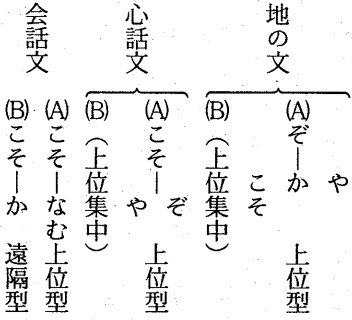 や
地の文 (A)ぞ―か 上位型
こそ
(B)(上位集中)
ぞ
心話文 (A)こそ― 上位型
や
(B)(上位集中)
会話文 (A)こそ―なむ上位型
(B)こそ―か 遠隔型